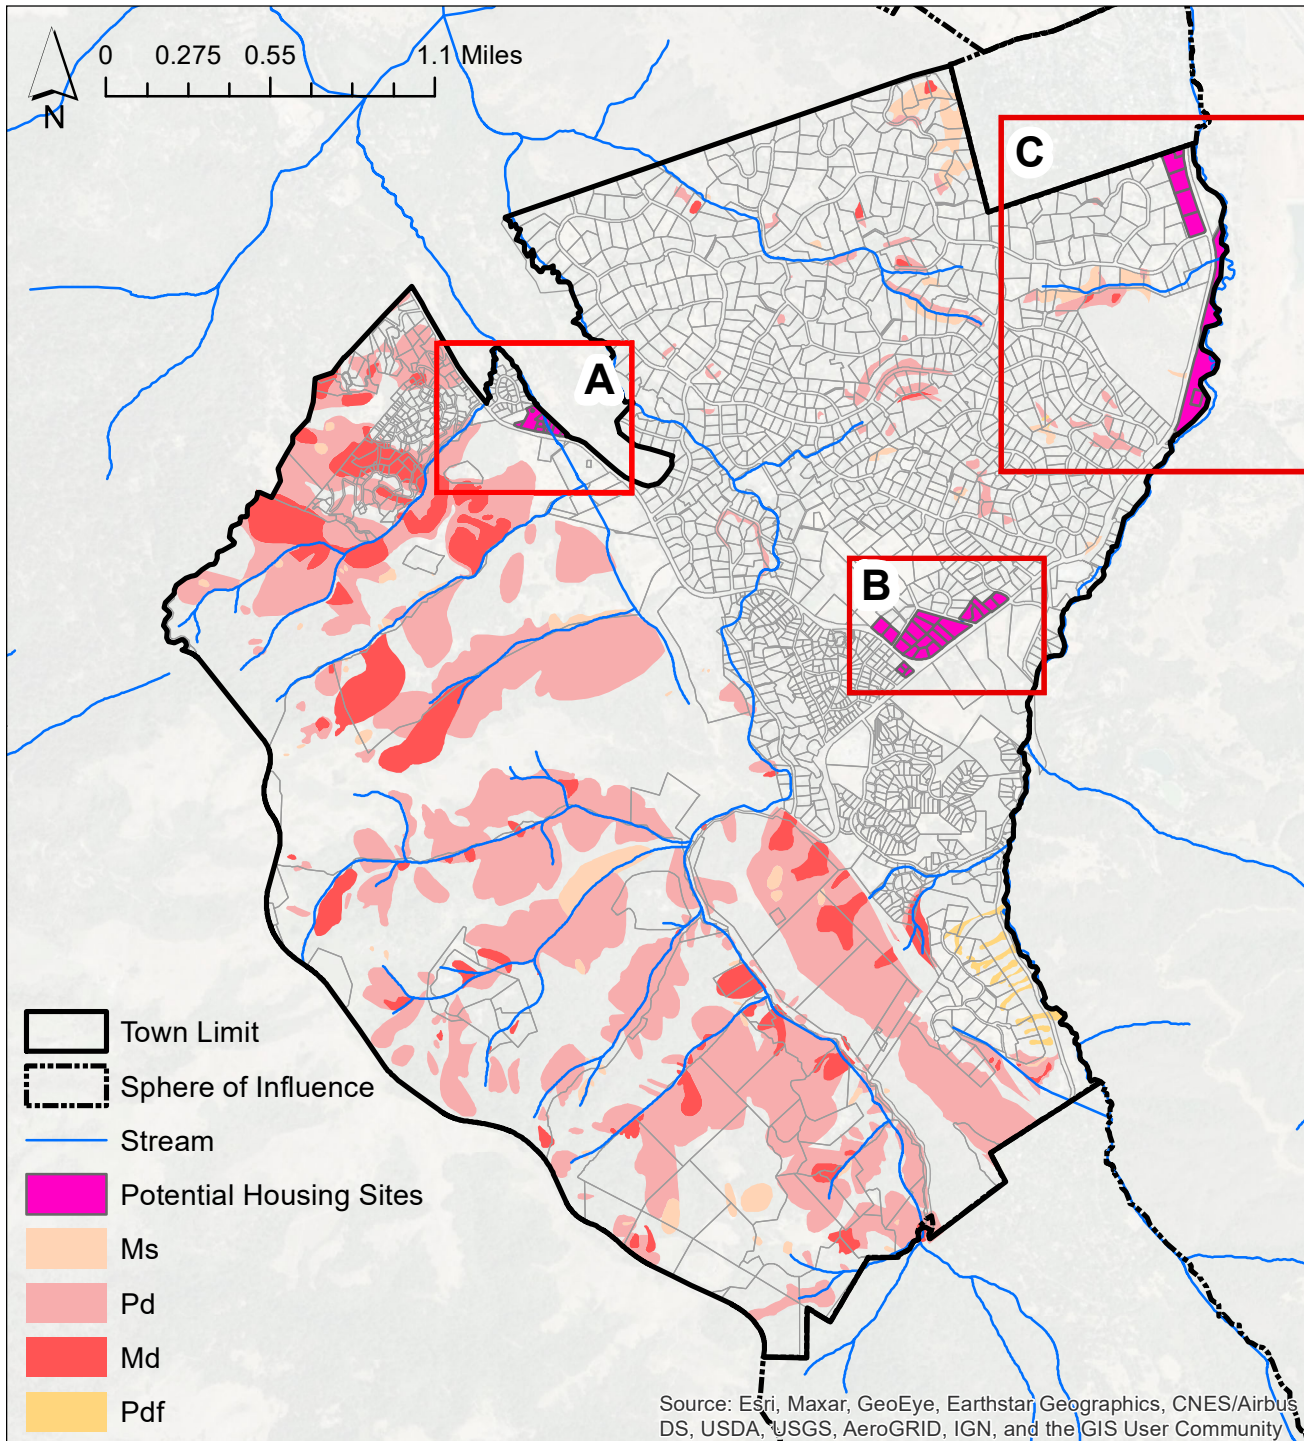 0 0.275 0.55 1.1 Miles
N
C
A
B
Town Limit
Sphere of Influence
Stream
Potential Housing Sites
Ms
Pd
Md
Pdf
Source: Esri, Maxar, GeoEye, Earthstar Geographics, CNES/Airbus
DS, USDA, USGS, AeroGRID, IGN, and the GIS User Community